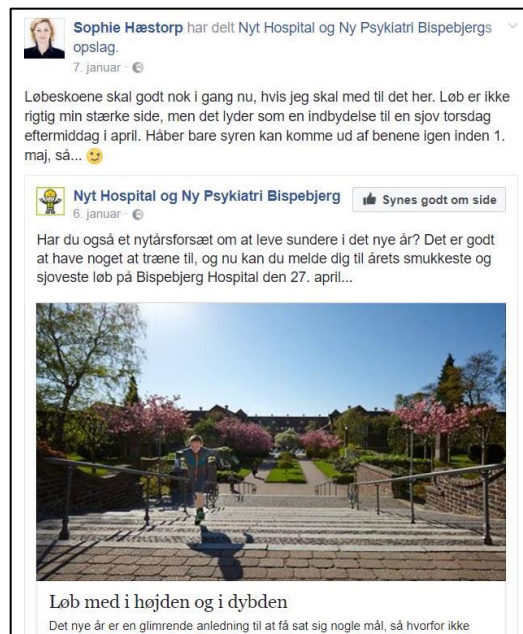 Sophie Hæstorp har delt Nyt Hospital og Ny Psykiatri Bispebjergs
opslag.
7. januar ·
Løbeskoene skal godt nok i gang nu, hvis jeg skal med til det her. Løb er ikke
rigtig min stærke side, men det lyder som en indbydelse til en sjov torsdag
eftermiddag i april. Håber bare syren kan komme ud af benene igen inden 1.
maj, så... 😉
Nyt Hospital og Ny Psykiatri Bispebjerg
Synes godt om side
6. januar ·
Har du også et nytårsforsæt om at leve sundere i det nye år? Det er godt
at have noget at træne til, og nu kan du melde dig til årets smukkeste og
sjoveste løb på Bispebjerg Hospital den 27. april...
Løb med i højden og i dybden
Det nye år er en glimrende anledning til at få sat sig nogle mål, så hvorfor ikke